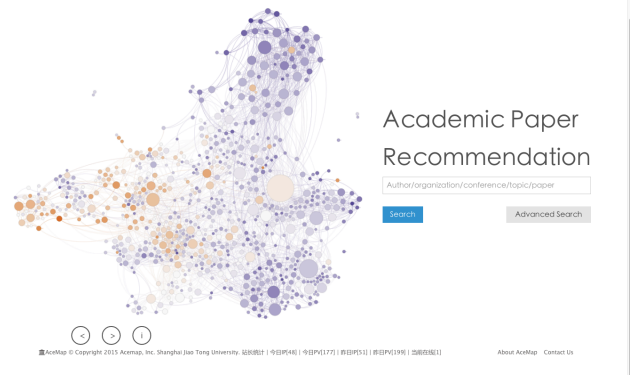 Academic Paper
Recommendation
Author/organization/conference/topic/paper
Search
Advanced Search
< > i
AceMap © Copyright 2015 Acemap, Inc. Shanghai Jiao Tong University. 站长统计 | 今日IP[48] | 今日PV[177] | 昨日IP[51] | 昨日PV[199] | 当前在线[1]
About AceMap Contact Us